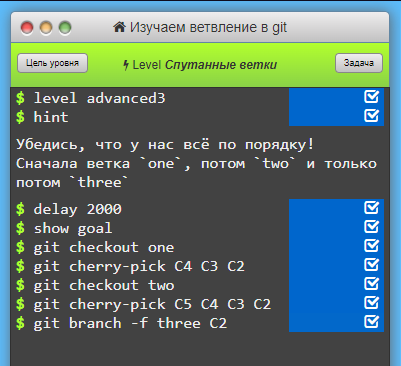 Изучаем ветвление в git
Цель уровня
Level Спутанные ветки
Задача
$ level advanced3
$ hint
Убедись, что у нас всё по порядку!
Сначала ветка `one`, потом `two` и только
потом `three`
$ delay 2000
$ show goal
$ git checkout one
$ git cherry-pick C4 C3 C2
$ git checkout two
$ git cherry-pick C5 C4 C3 C2
$ git branch -f three C2